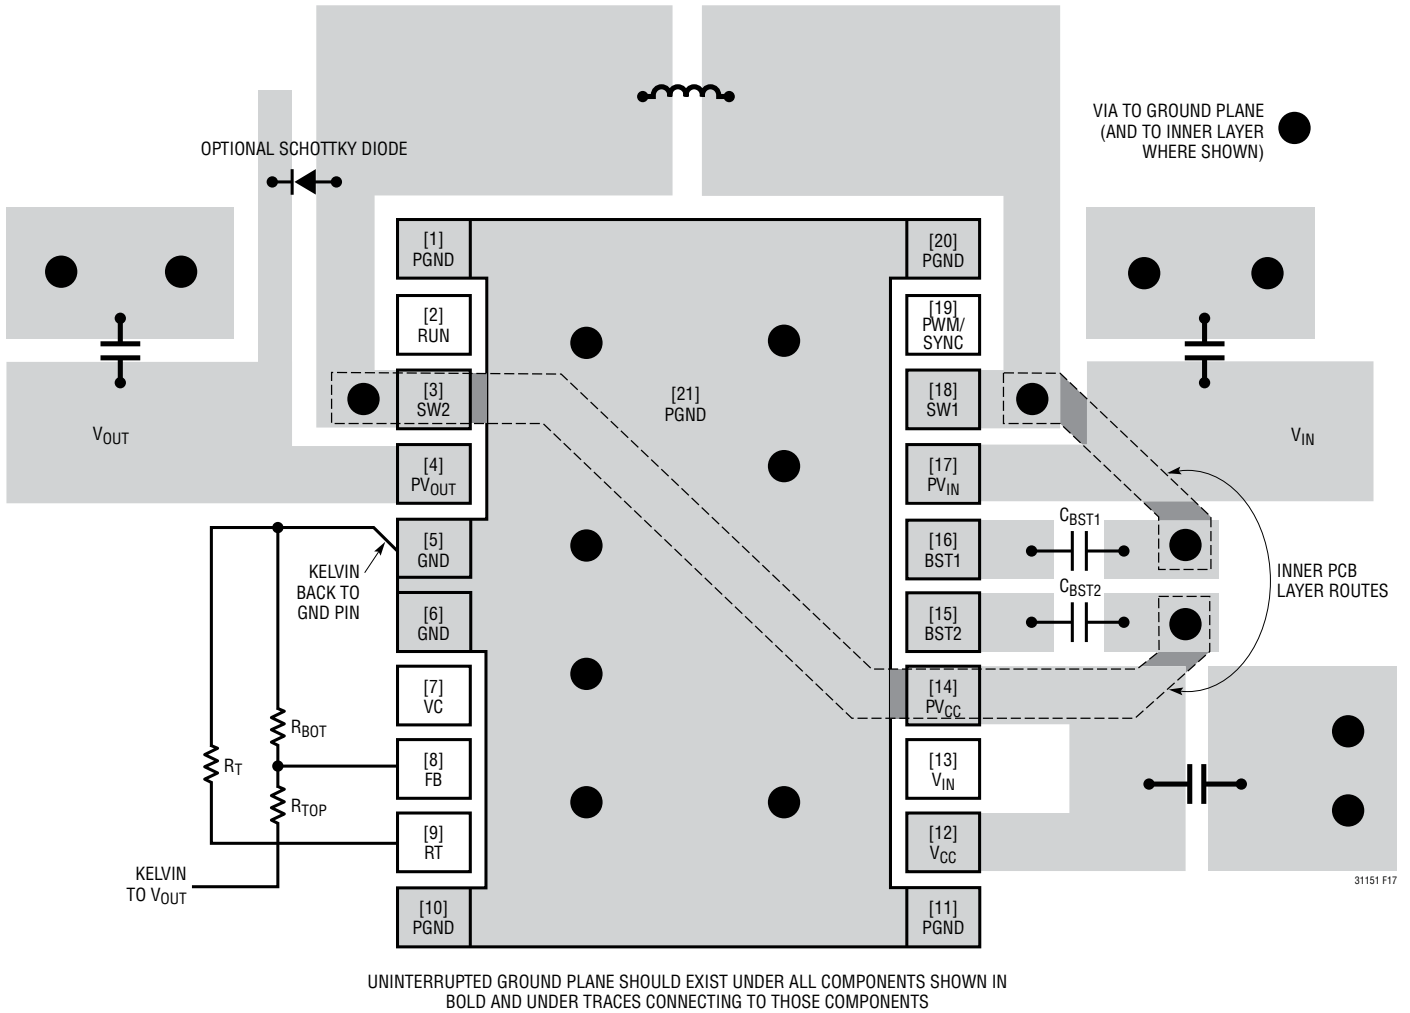 VIA TO GROUND PLANE
(AND TO INNER LAYER
WHERE SHOWN)
OPTIONAL SCHOTTKY DIODE
[1]
PGND
[20]
PGND
[2]
RUN
[19]
PWM/
SYNC
[3]
SW2
[21]
PGND
[18]
SW1
VOUT
VIN
[4]
PVOUT
[17]
PVIN
[5]
GND
KELVIN
BACK TO
GND PIN
[16]
BST1
CBST1
CBST2
INNER PCB
LAYER ROUTES
[6]
GND
[15]
BST2
[7]
VC
[14]
PVCC
RBOT
RT
[8]
FB
[13]
VIN
RTOP
[9]
RT
[12]
VCC
KELVIN
TO VOUT
31151 F17
[10]
PGND
[11]
PGND
UNINTERRUPTED GROUND PLANE SHOULD EXIST UNDER ALL COMPONENTS SHOWN IN
BOLD AND UNDER TRACES CONNECTING TO THOSE COMPONENTS